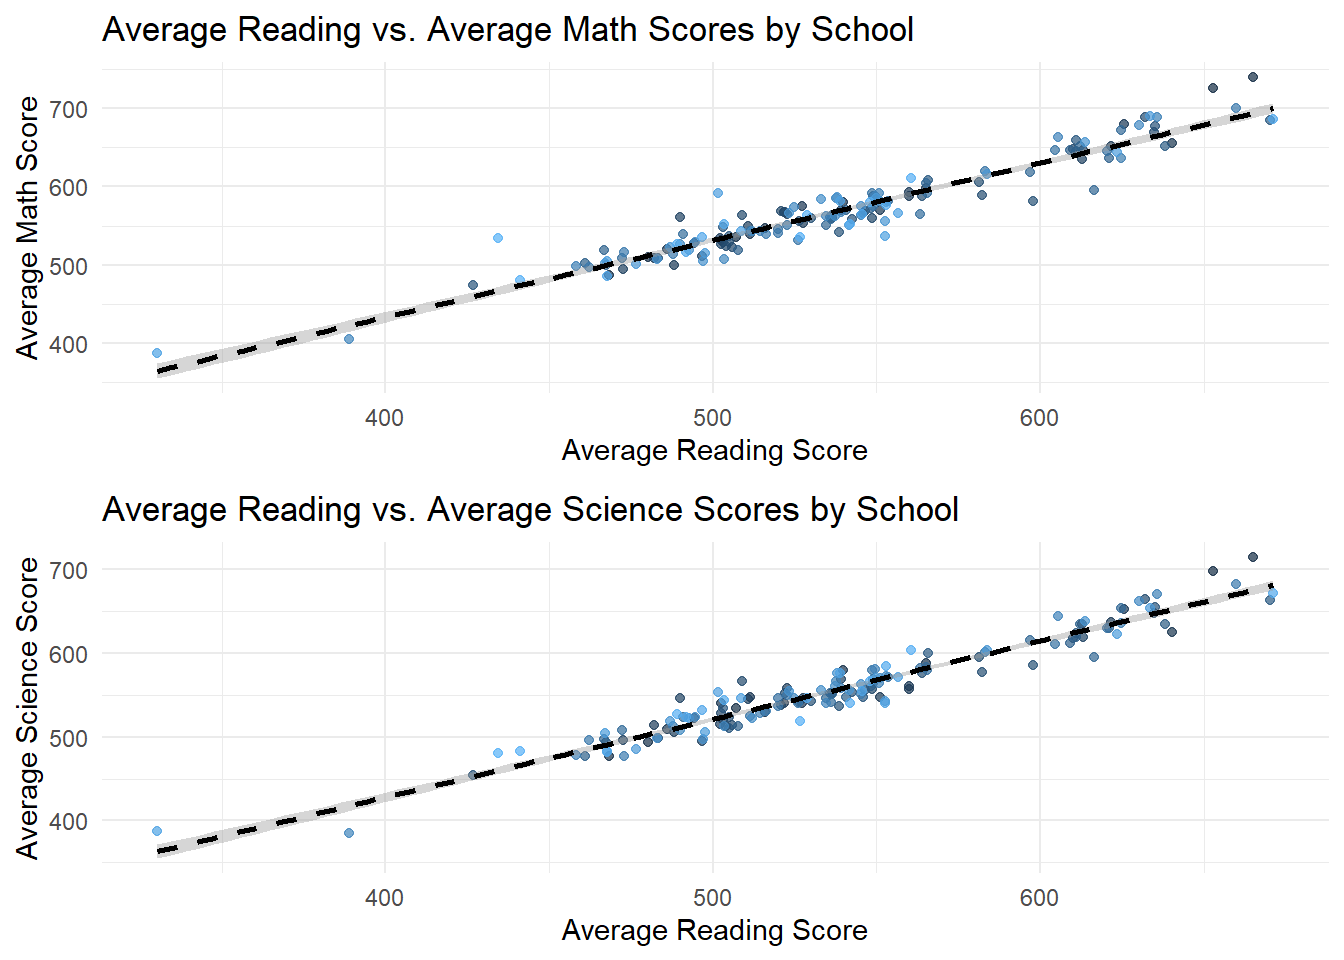 Average Reading vs. Average Math Scores by School
Average Math Score
700
600
500
400
400 500 600
Average Reading Score
Average Reading vs. Average Science Scores by School
Average Science Score
700
600
500
400
400 500 600
Average Reading Score